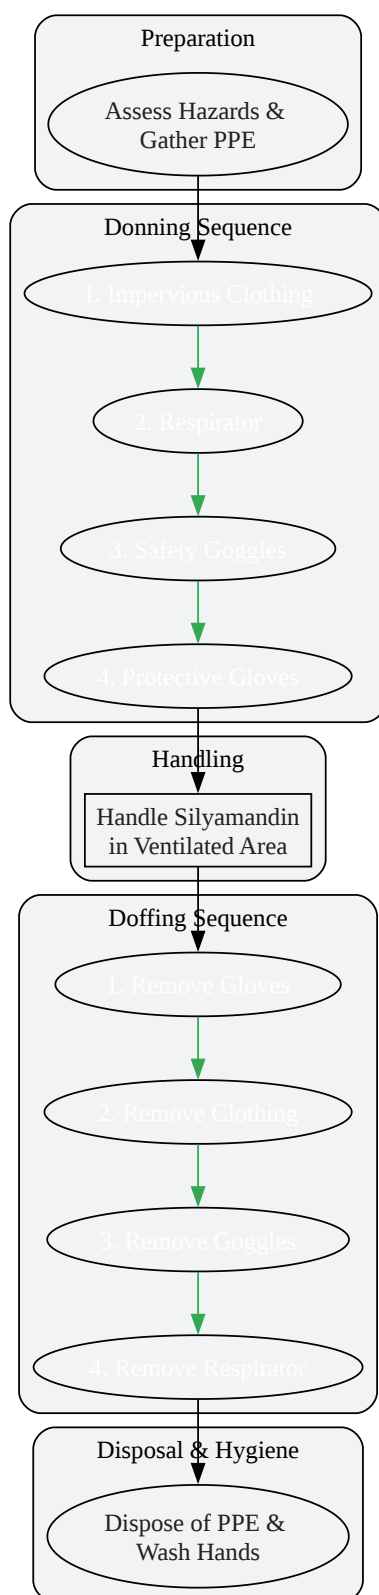 Preparation
Assess Hazards &
Gather PPE
Donning Sequence
1. Impervious Clothing
2. Respirator
3. Safety Goggles
4. Protective Gloves
Handling
Handle Silyamandin
in Ventilated Area
Doffing Sequence
1. Remove Gloves
2. Remove Clothing
3. Remove Goggles
4. Remove Respirator
Disposal & Hygiene
Dispose of PPE &
Wash Hands